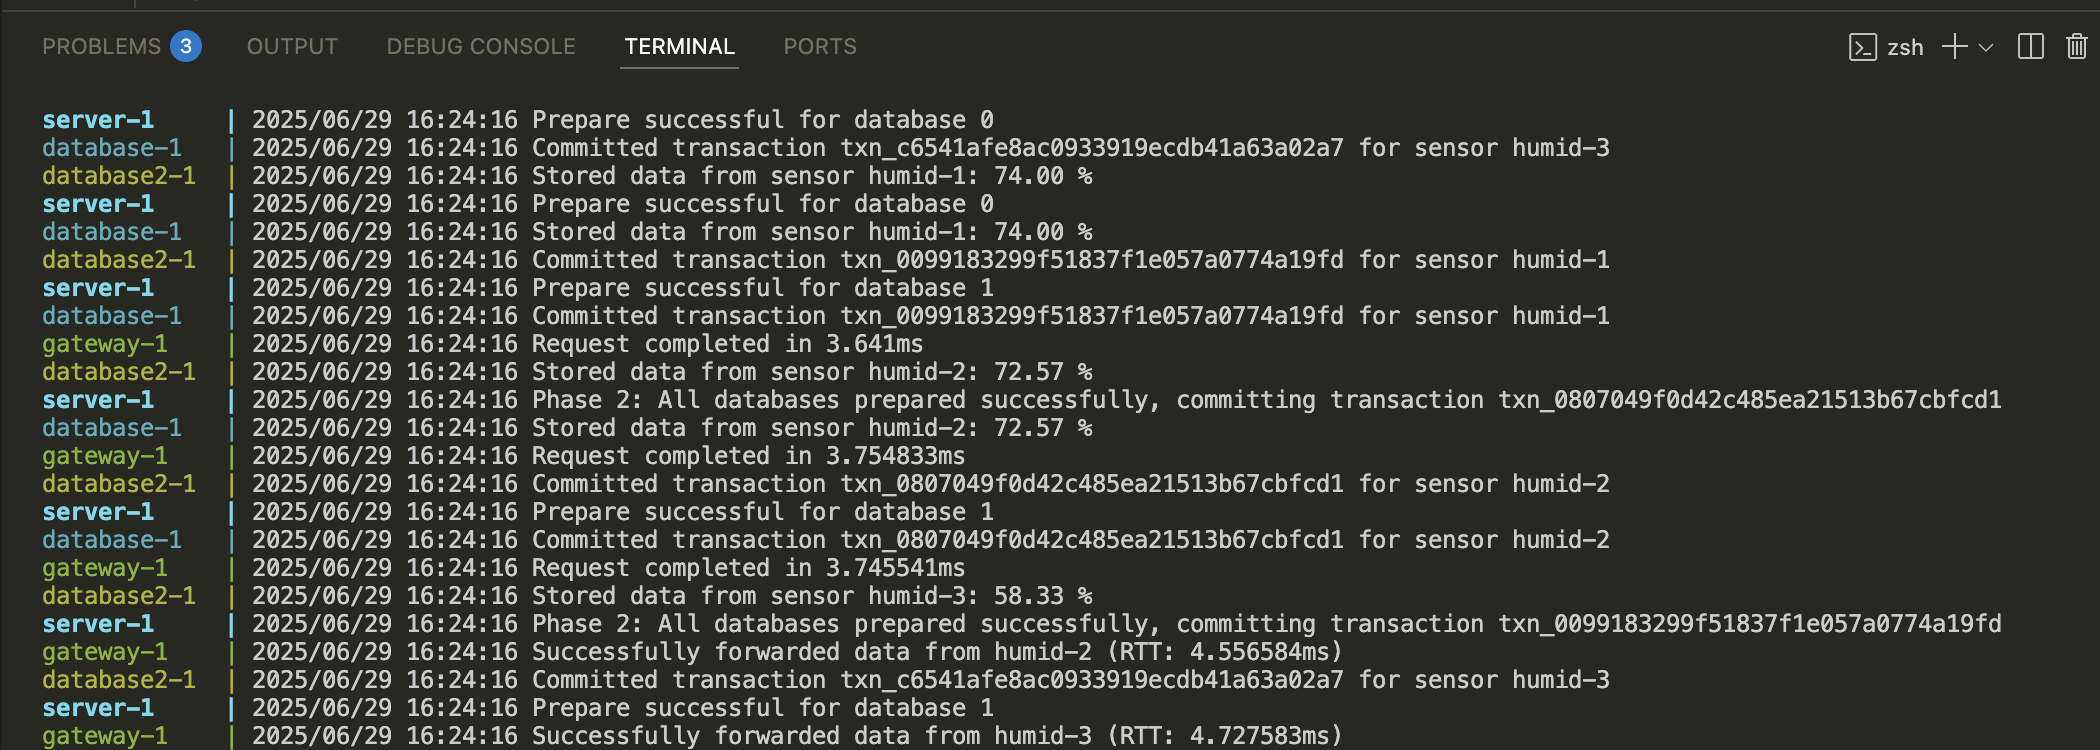 PROBLEMS 3 OUTPUT DEBUG CONSOLE TERMINAL PORTS zsh
server-1 | 2025/06/29 16:24:16 Prepare successful for database 0
database-1 | 2025/06/29 16:24:16 Committed transaction txn_c6541afe8ac0933919ecdb41a63a02a7 for sensor humid-3
database2-1 | 2025/06/29 16:24:16 Stored data from sensor humid-1: 74.00 %
server-1 | 2025/06/29 16:24:16 Prepare successful for database 0
database-1 | 2025/06/29 16:24:16 Stored data from sensor humid-1: 74.00 %
database2-1 | 2025/06/29 16:24:16 Committed transaction txn_0099183299f51837f1e057a0774a19fd for sensor humid-1
server-1 | 2025/06/29 16:24:16 Prepare successful for database 1
database-1 | 2025/06/29 16:24:16 Committed transaction txn_0099183299f51837f1e057a0774a19fd for sensor humid-1
gateway-1 | 2025/06/29 16:24:16 Request completed in 3.641ms
database2-1 | 2025/06/29 16:24:16 Stored data from sensor humid-2: 72.57 %
server-1 | 2025/06/29 16:24:16 Phase 2: All databases prepared successfully, committing transaction txn_0807049f0d42c485ea21513b67cbfcd1
database-1 | 2025/06/29 16:24:16 Stored data from sensor humid-2: 72.57 %
gateway-1 | 2025/06/29 16:24:16 Request completed in 3.754833ms
database2-1 | 2025/06/29 16:24:16 Committed transaction txn_0807049f0d42c485ea21513b67cbfcd1 for sensor humid-2
server-1 | 2025/06/29 16:24:16 Prepare successful for database 1
database-1 | 2025/06/29 16:24:16 Committed transaction txn_0807049f0d42c485ea21513b67cbfcd1 for sensor humid-2
gateway-1 | 2025/06/29 16:24:16 Request completed in 3.745541ms
database2-1 | 2025/06/29 16:24:16 Stored data from sensor humid-3: 58.33 %
server-1 | 2025/06/29 16:24:16 Phase 2: All databases prepared successfully, committing transaction txn_0099183299f51837f1e057a0774a19fd
gateway-1 | 2025/06/29 16:24:16 Successfully forwarded data from humid-2 (RTT: 4.556584ms)
database2-1 | 2025/06/29 16:24:16 Committed transaction txn_c6541afe8ac0933919ecdb41a63a02a7 for sensor humid-3
server-1 | 2025/06/29 16:24:16 Prepare successful for database 1
gateway-1 | 2025/06/29 16:24:16 Successfully forwarded data from humid-3 (RTT: 4.727583ms)